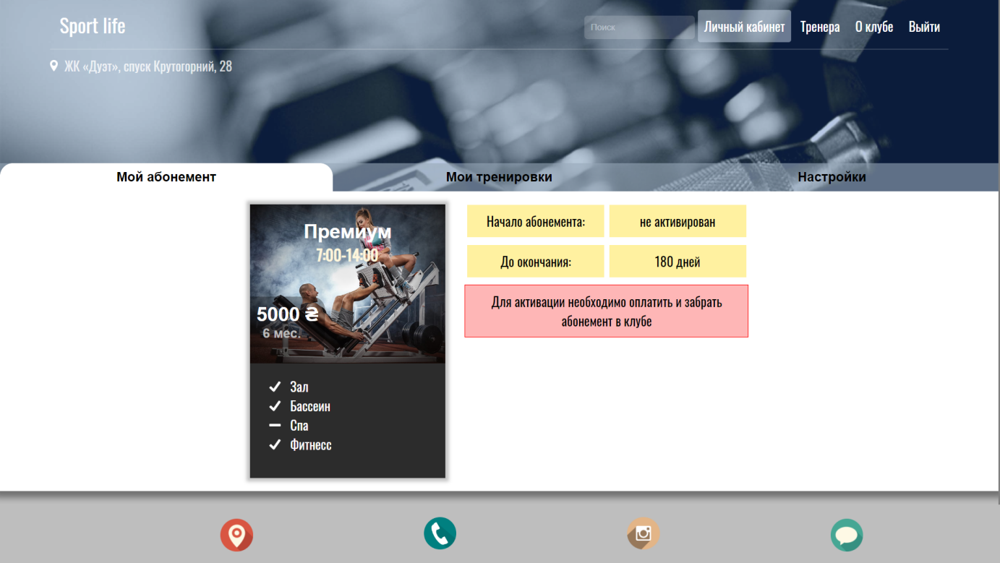 Sport life
Поиск
Личный кабинет
Тренера
О клубе
Выйти
ЖК «Дуэт», спуск Крутогорний, 28
Мой абонемент
Мои тренировки
Настройки
Премиум
7:00-14:00
5000 ₴
6 мес.
Зал
Бассеин
Спа
Фитнесс
Начало абонемента:
не активирован
До окончания:
180 дней
Для активации необходимо оплатить и забрать
абонемент в клубе